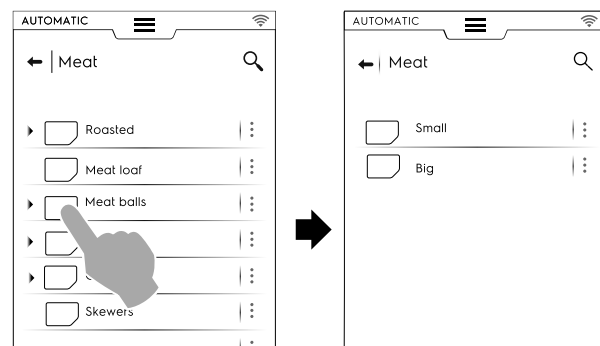 AUTOMATIC
Meat
Roasted
Meat loaf
Meat balls
Skewers
AUTOMATIC
Meat
Small
Big